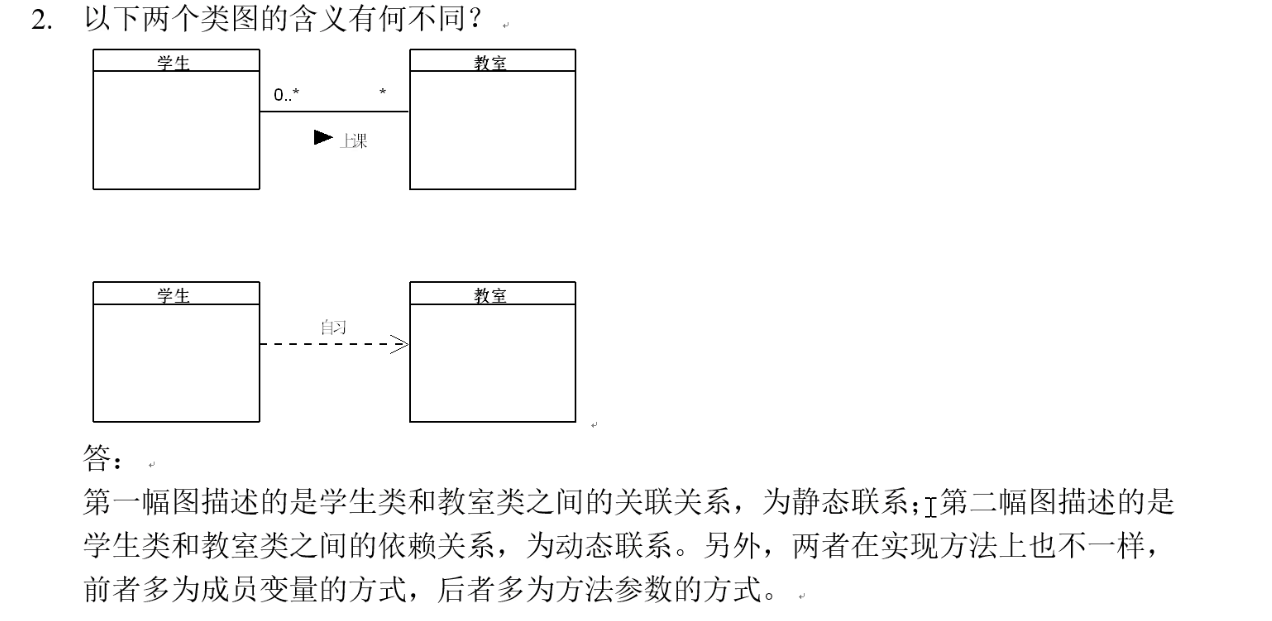 2. 以下两个类图的含义有何不同？
学生 教室
0..* *
上课
学生 教室
自习
答：
第一幅图描述的是学生类和教室类之间的关联关系，为静态联系;第二幅图描述的是
学生类和教室类之间的依赖关系，为动态联系。另外，两者在实现方法上也不一样，
前者多为成员变量的方式，后者多为方法参数的方式。